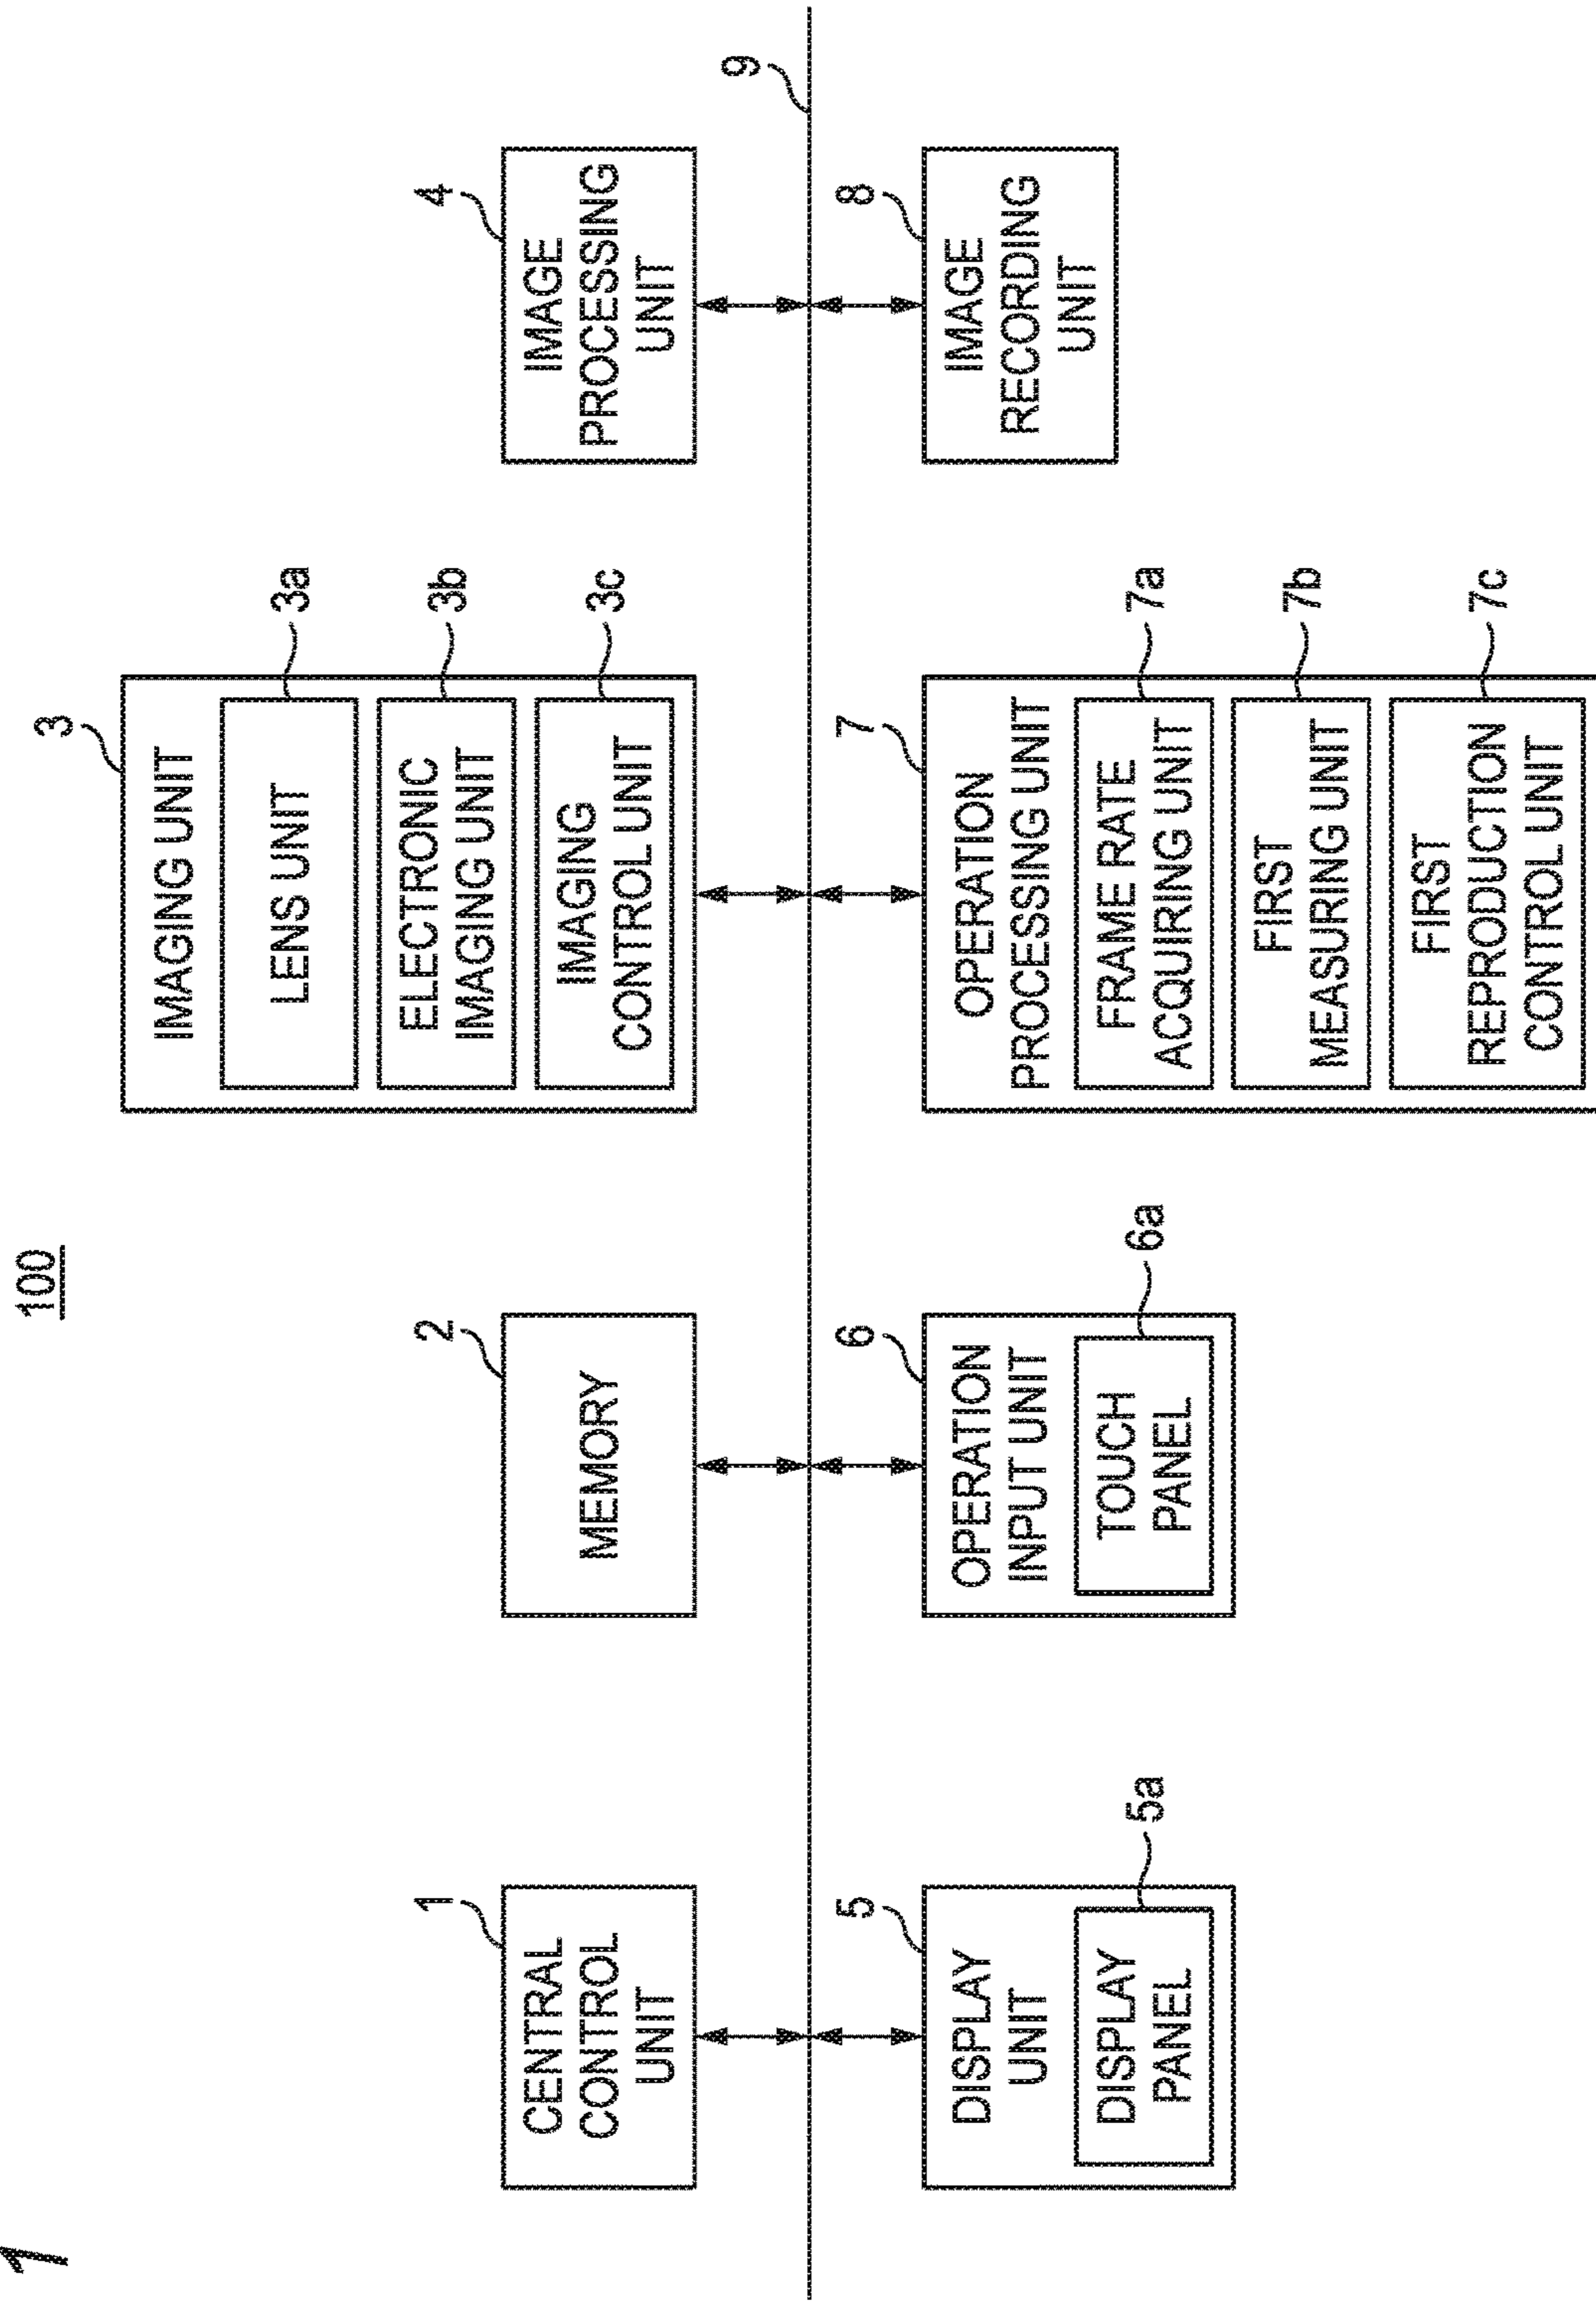 1
100
3
IMAGING UNIT
LENS UNIT
3a
ELECTRONIC
IMAGING UNIT
3b
IMAGING
CONTROL UNIT
3c
1
CENTRAL
CONTROL
UNIT
2
MEMORY
4
IMAGE
PROCESSING
UNIT
9
5
DISPLAY
UNIT
DISPLAY
PANEL
5a
6
OPERATION
INPUT UNIT
TOUCH
PANEL
6a
7
OPERATION
PROCESSING UNIT
FRAME RATE
ACQUIRING UNIT
7a
FIRST
MEASURING UNIT
7b
FIRST
REPRODUCTION
CONTROL UNIT
7c
8
IMAGE
RECORDING
UNIT